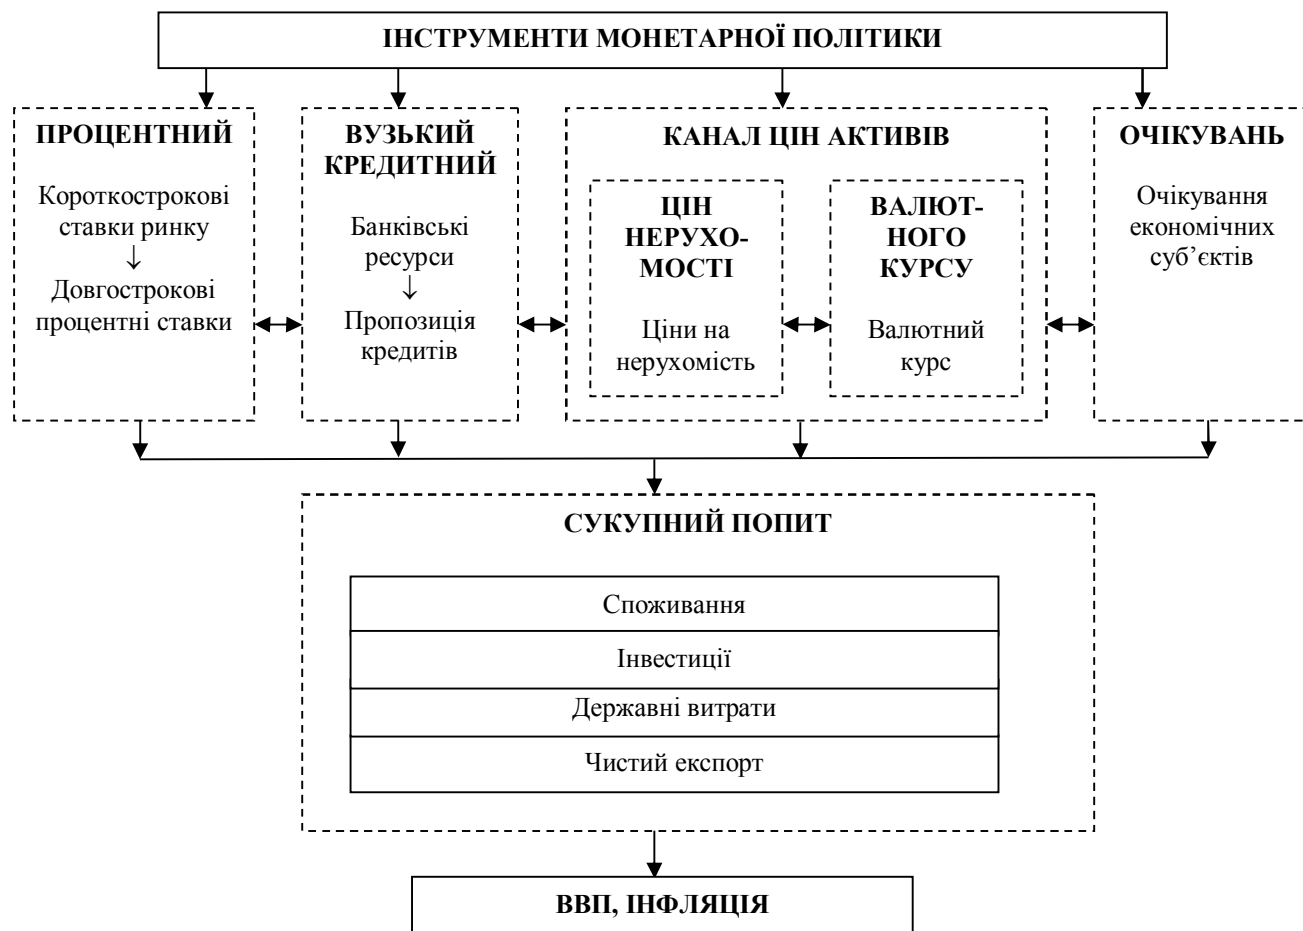 ІНСТРУМЕНТИ МОНЕТАРНОЇ ПОЛІТИКИ
ПРОЦЕНТНИЙ
Короткострокові
ставки ринку
↓
Довгострокові
процентні ставки
ВУЗЬКИЙ
КРЕДИТНИЙ
Банківські
ресурси
↓
Пропозиція
кредитів
КАНАЛ ЦІН АКТИВІВ
ЦІН
НЕРУХО-
МОСТІ
Ціни на
нерухомість
ВАЛЮТ-
НОГО
КУРСУ
Валютний
курс
ОЧІКУВАНЬ
Очікування
економічних
суб’єктів
СУКУПНИЙ ПОПИТ
Споживання
Інвестиції
Державні витрати
Чистий експорт
ВВП, ІНФЛЯЦІЯ